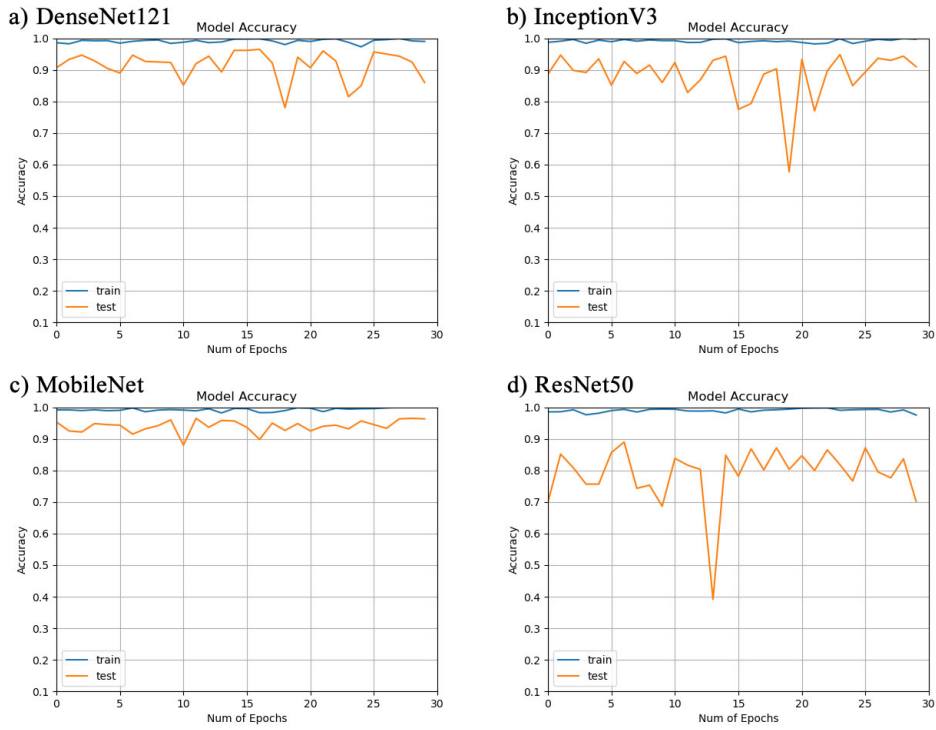 a) DenseNet121
Model Accuracy
1.0
0.9
0.8
0.7
0.6
0.5
0.4
0.3
0.2
0.1
Accuracy
train
test
0 5 10 15 20 25 30
Num of Epochs
b) InceptionV3
Model Accuracy
1.0
0.9
0.8
0.7
0.6
0.5
0.4
0.3
0.2
0.1
Accuracy
train
test
0 5 10 15 20 25 30
Num of Epochs
c) MobileNet
Model Accuracy
1.0
0.9
0.8
0.7
0.6
0.5
0.4
0.3
0.2
0.1
Accuracy
train
test
0 5 10 15 20 25 30
Num of Epochs
d) ResNet50
Model Accuracy
1.0
0.9
0.8
0.7
0.6
0.5
0.4
0.3
0.2
0.1
Accuracy
train
test
0 5 10 15 20 25 30
Num of Epochs